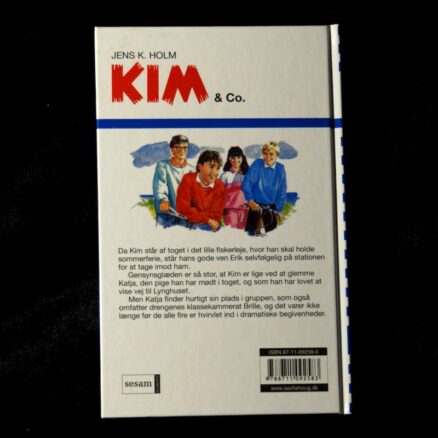 JENS K. HOLM
KIM & Co.
Da Kim står af toget i det lille fiskerleje, hvor han skal holde
sommerferie, står hans gode ven Erik selvfølgelig på stationen
for at tage imod ham.
Gensynsglæden er så stor, at Kim er lige ved at glemme
Katja, den pige han har mødt i toget, og som han har lovet at
vise vej til Lynghuset.
Men Katja finder hurtigt sin plads i gruppen, som også
omfatter drengenes klassekammerat Brille, og det varer ikke
længe før de alle fire er hvirvlet ind i dramatiske begivenheder.
sesam
ISBN 87-11-09258-0
9 788711 092583
www.aschehoug.dk